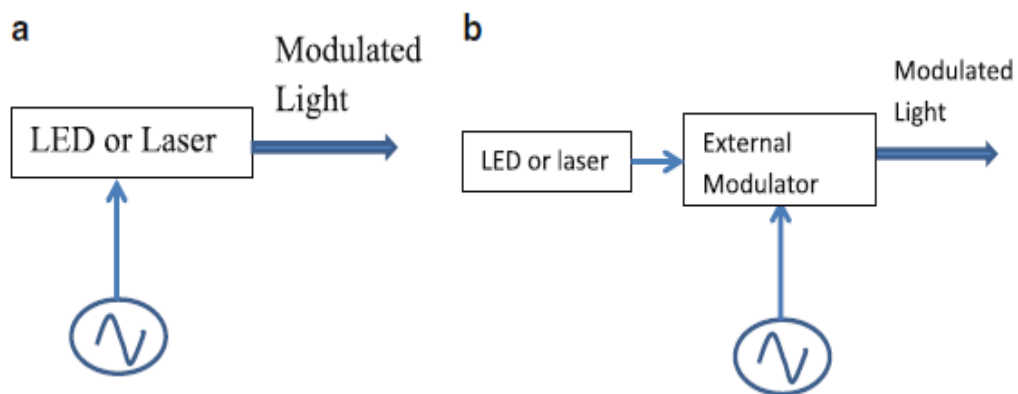 a
Modulated
Light
LED or Laser
b
Modulated
Light
LED or laser
External
Modulator